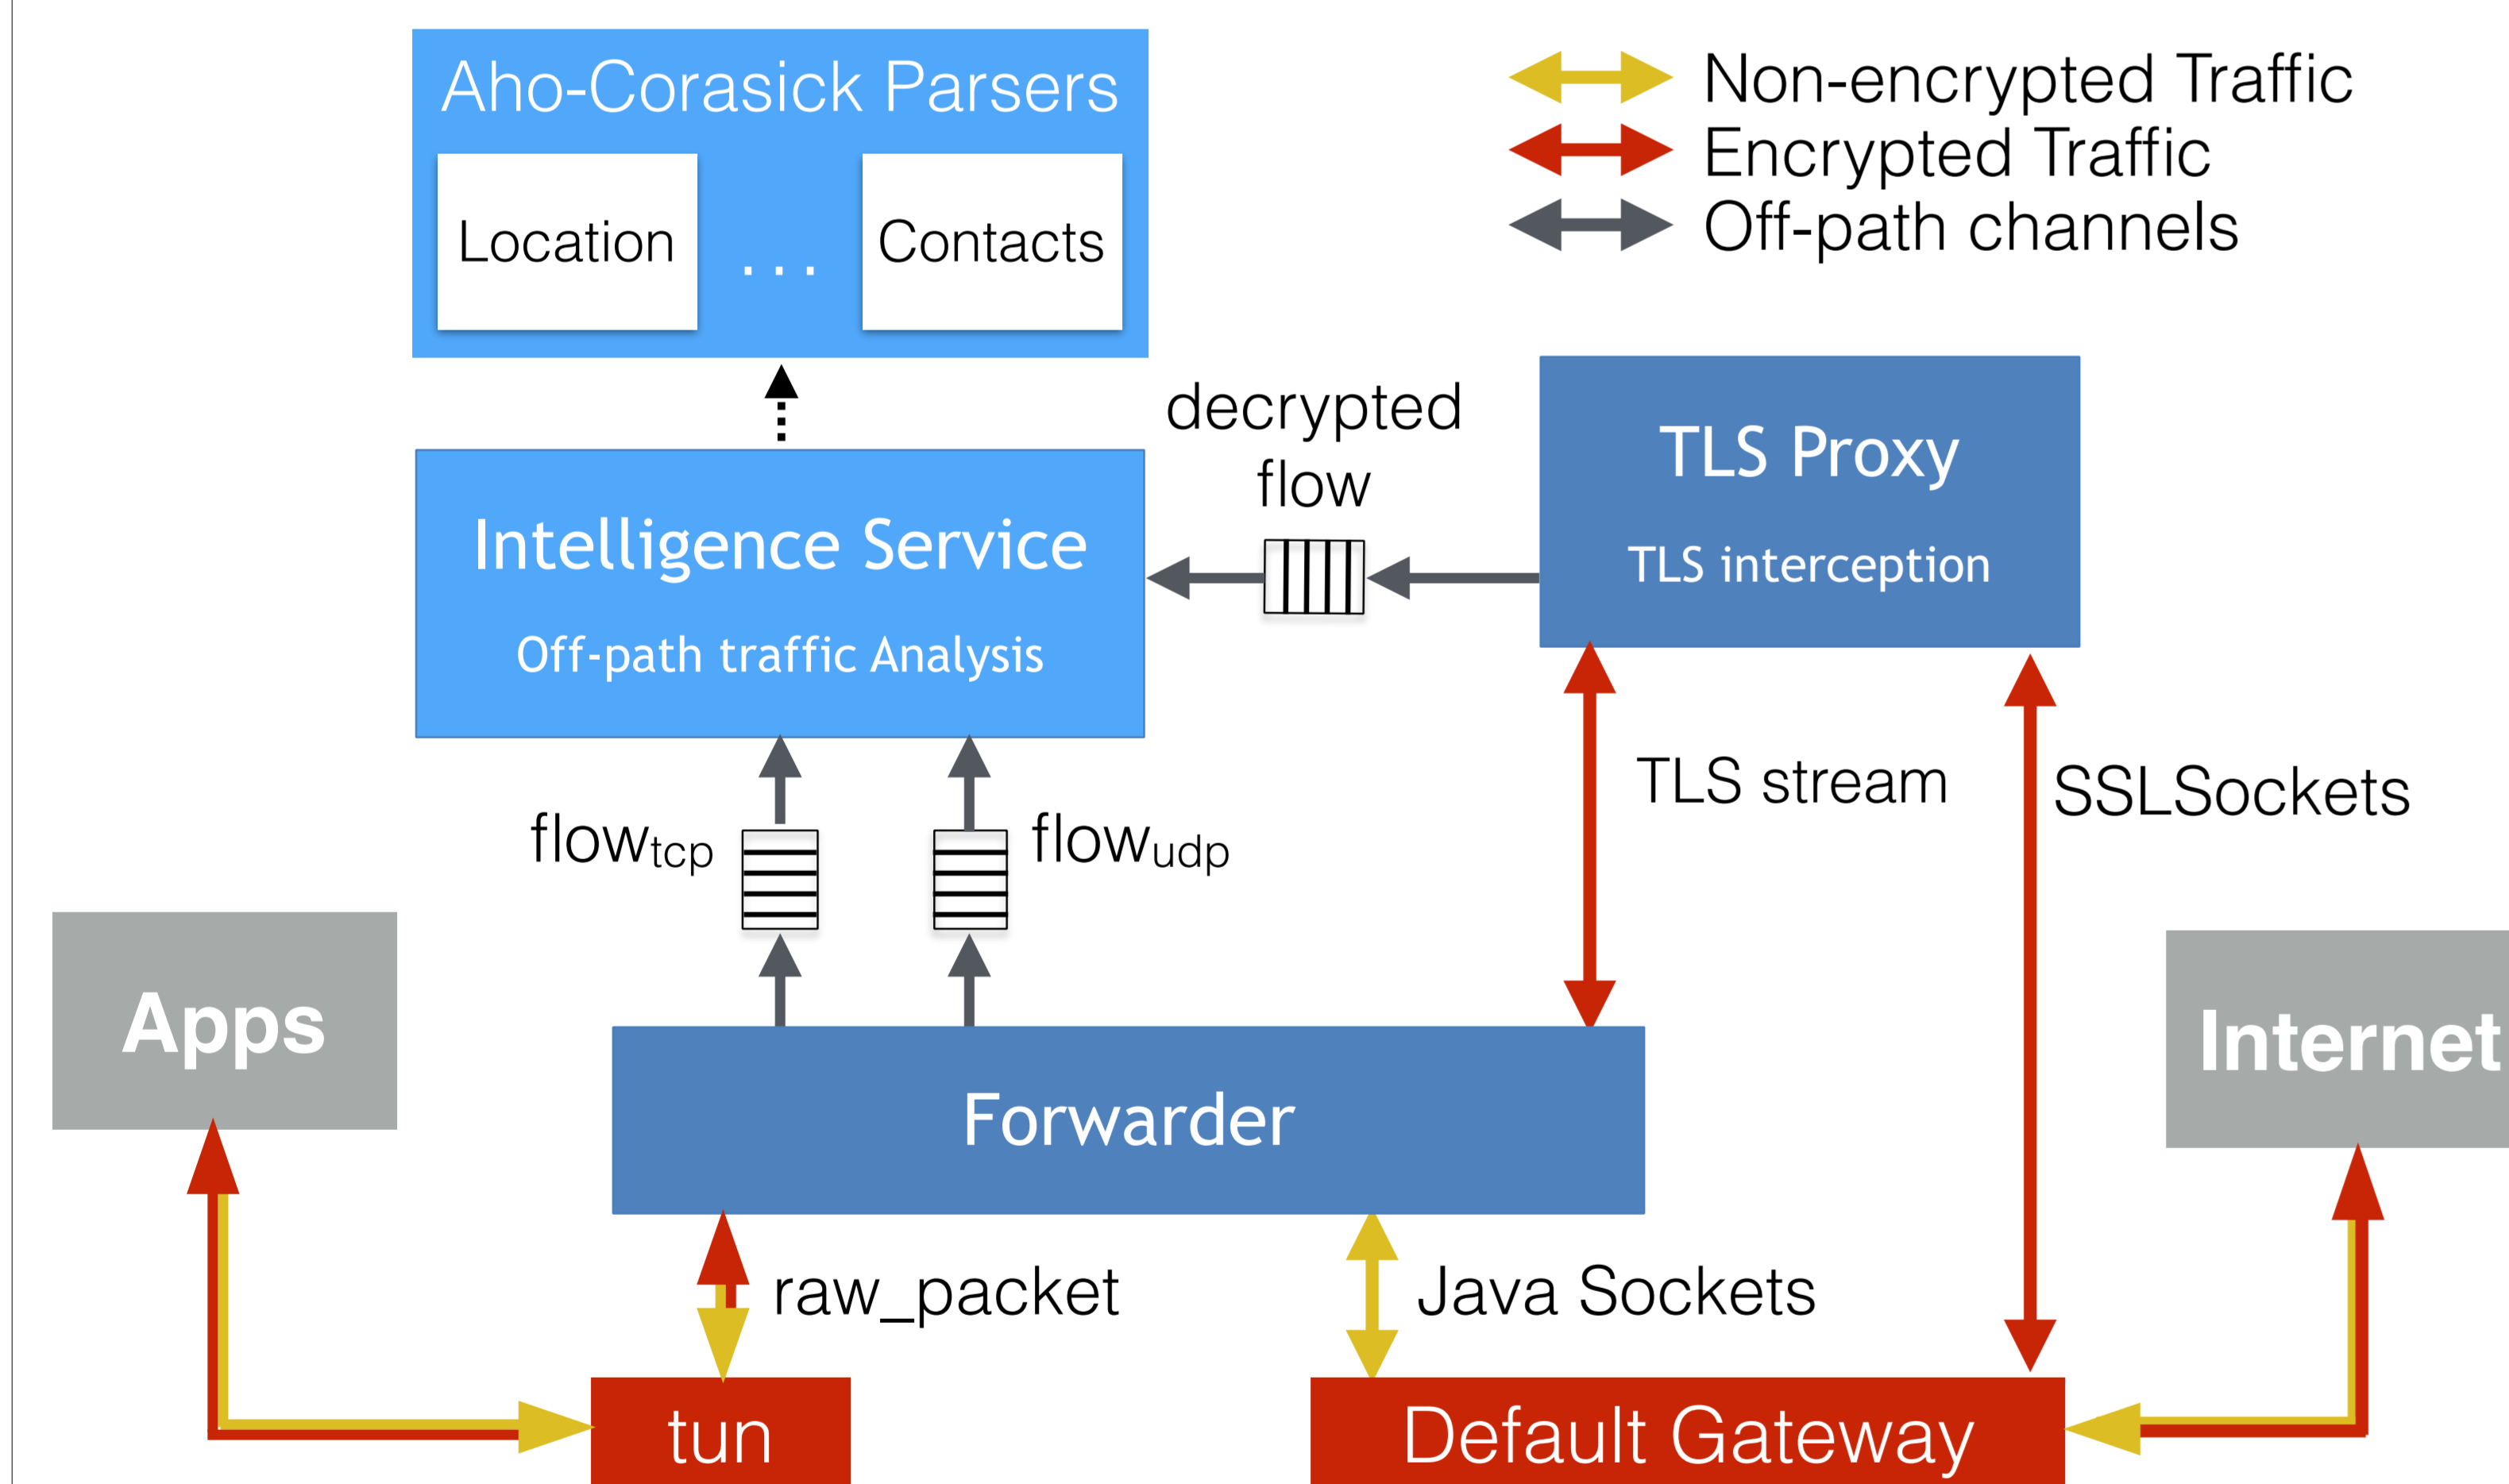 Aho-Corasick Parsers
Location
...
Contacts
Non-encrypted Traffic
Encrypted Traffic
Off-path channels
decrypted
flow
TLS Proxy
TLS interception
Intelligence Service
Off-path traffic Analysis
TLS stream
SSLSockets
flowtcp
flowudp
Apps
Internet
Forwarder
raw_packet
Java Sockets
tun
Default Gateway